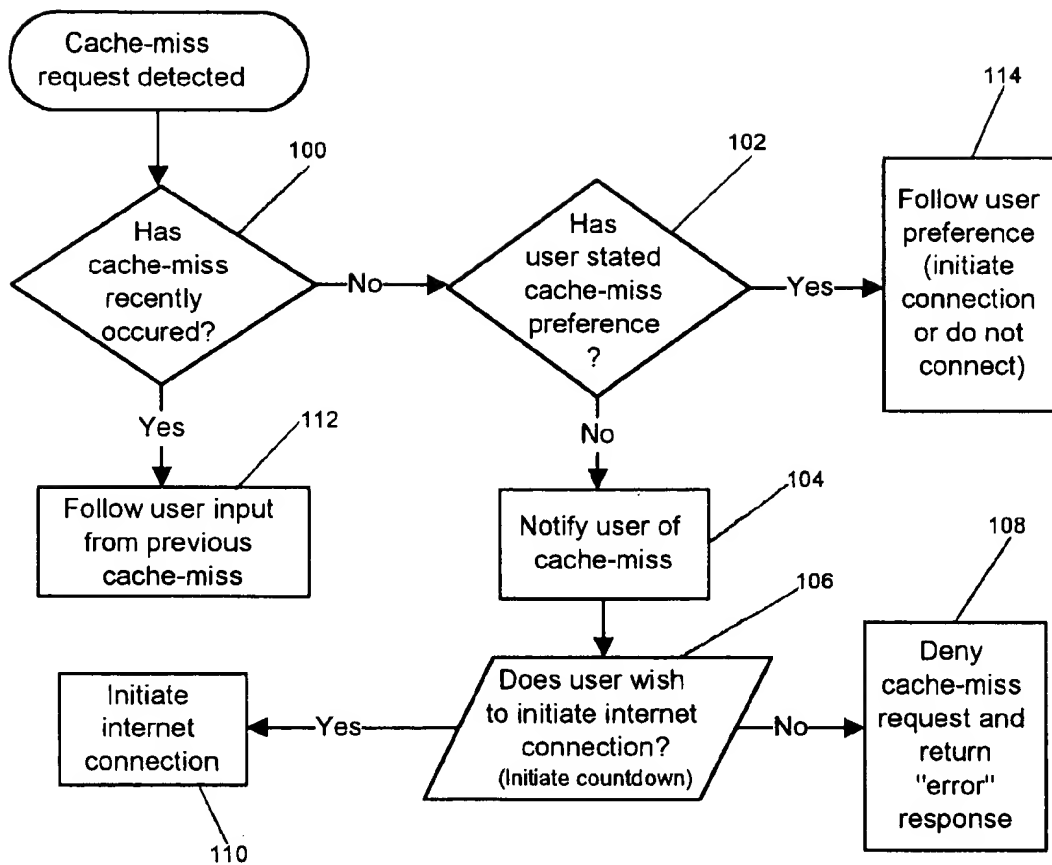 Cache-miss
request detected
100
Has
cache-miss
recently
occured?
No
102
Has
user stated
cache-miss
preference
?
Yes
114
Follow user
preference
(initiate
connection
or do not
connect)
Yes
112
Follow user input
from previous
cache-miss
No
104
Notify user of
cache-miss
106
Does user wish
to initiate internet
connection?
(Initiate countdown)
Yes
Initiate
internet
connection
110
No
108
Deny
cache-miss
request and
return
"error"
response